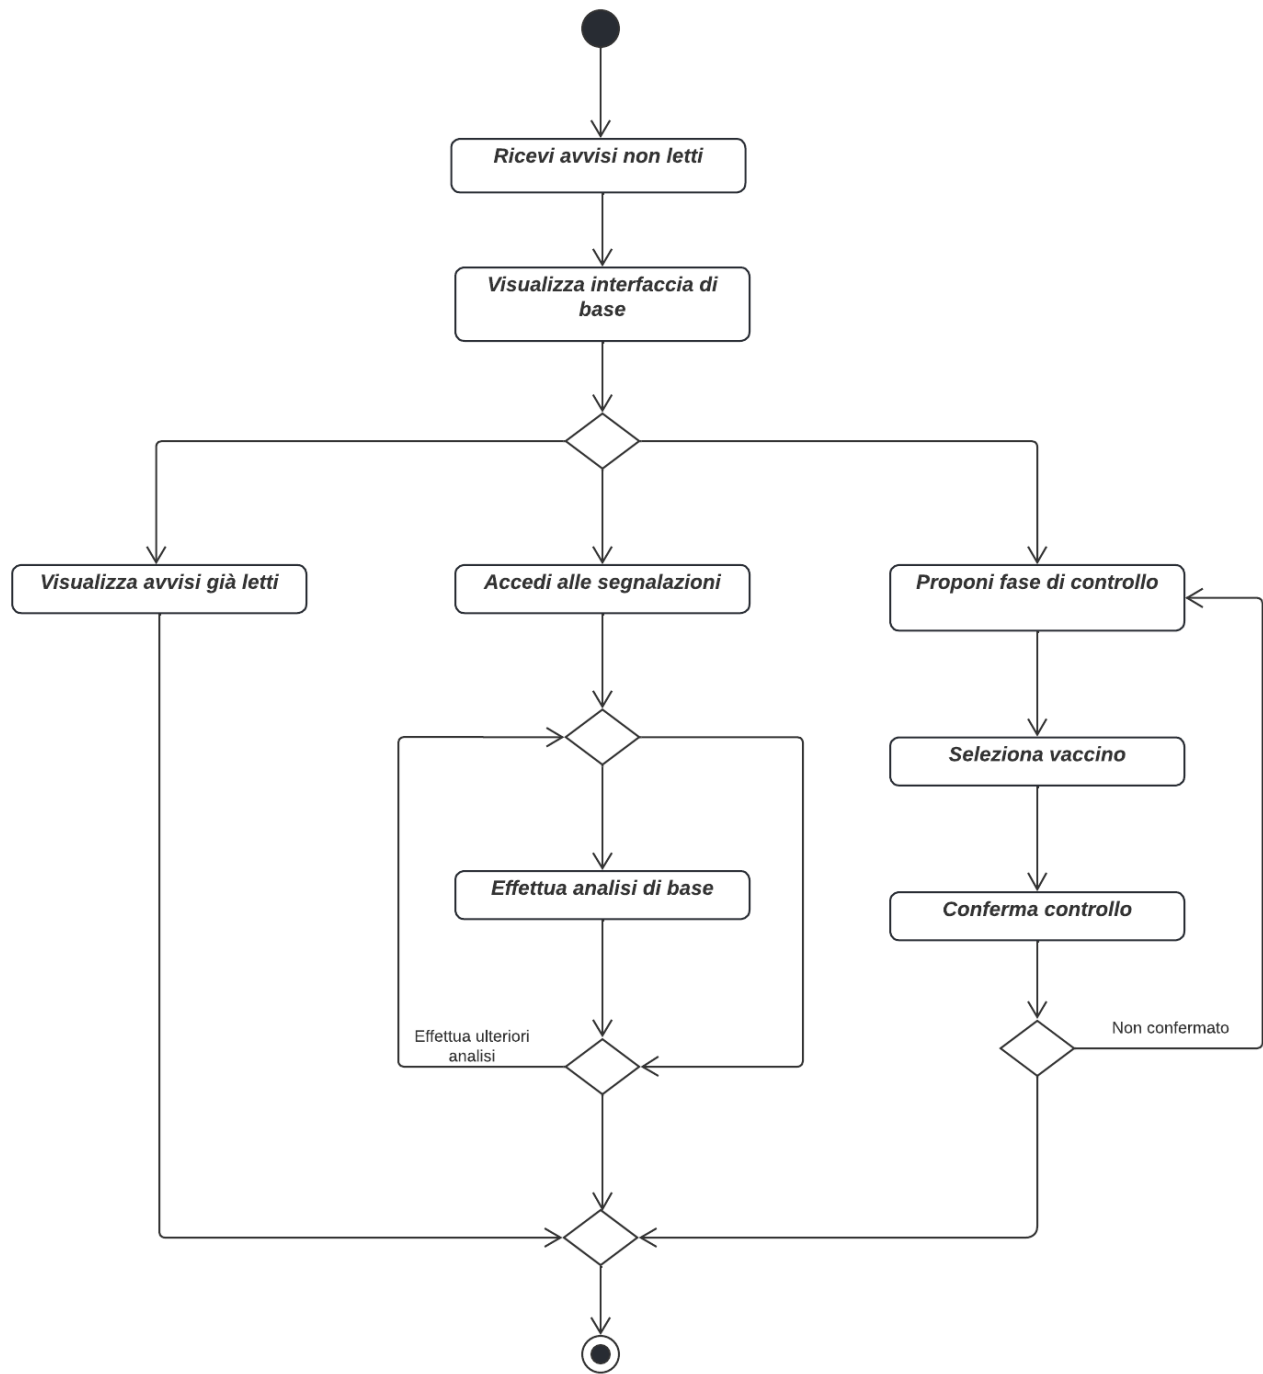 Ricevi avvisi non letti
Visualizza interfaccia di
base
Visualizza avvisi già letti
Accedi alle segnalazioni
Proponi fase di controllo
Seleziona vaccino
Effettua analisi di base
Conferma controllo
Effettua ulteriori
analisi
Non confermato